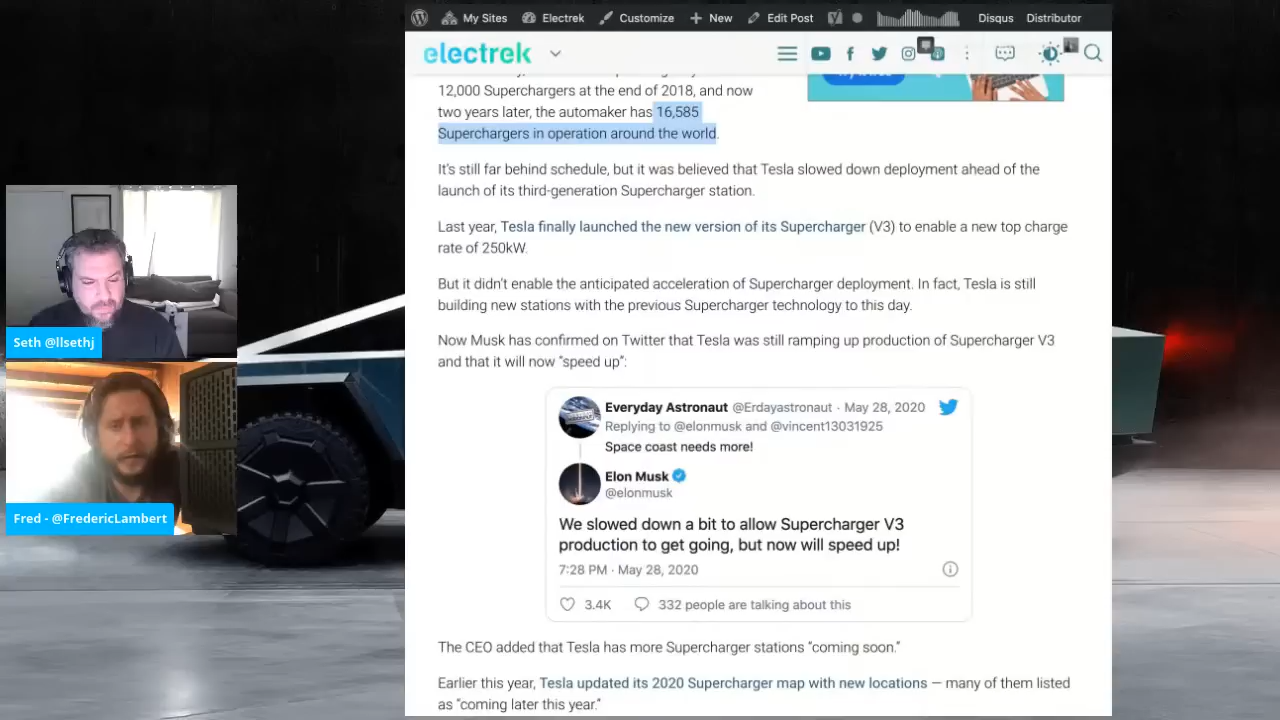 My Sites
Electrek
Customize
New
Edit Post
Disqus
Distributor
electrek
12,000 Superchargers at the end of 2018, and now
two years later, the automaker has 16,585
Superchargers in operation around the world.
It's still far behind schedule, but it was believed that Tesla slowed down deployment ahead of the
launch of its third-generation Supercharger station.
Last year, Tesla finally launched the new version of its Supercharger (V3) to enable a new top charge
rate of 250kW.
But it didn't enable the anticipated acceleration of Supercharger deployment. In fact, Tesla is still
building new stations with the previous Supercharger technology to this day.
Now Musk has confirmed on Twitter that Tesla was still ramping up production of Supercharger V3
and that it will now “speed up”:
Everyday Astronaut @Erdayastronaut · May 28, 2020
Replying to @elonmusk and @vincent13031925
Space coast needs more!
Elon Musk
@elonmusk
We slowed down a bit to allow Supercharger V3
production to get going, but now will speed up!
7:28 PM · May 28, 2020
3.4K 332 people are talking about this
The CEO added that Tesla has more Supercharger stations “coming soon.”
Earlier this year, Tesla updated its 2020 Supercharger map with new locations — many of them listed
as “coming later this year.”
Seth @llsethj
Fred - @FredericLambert